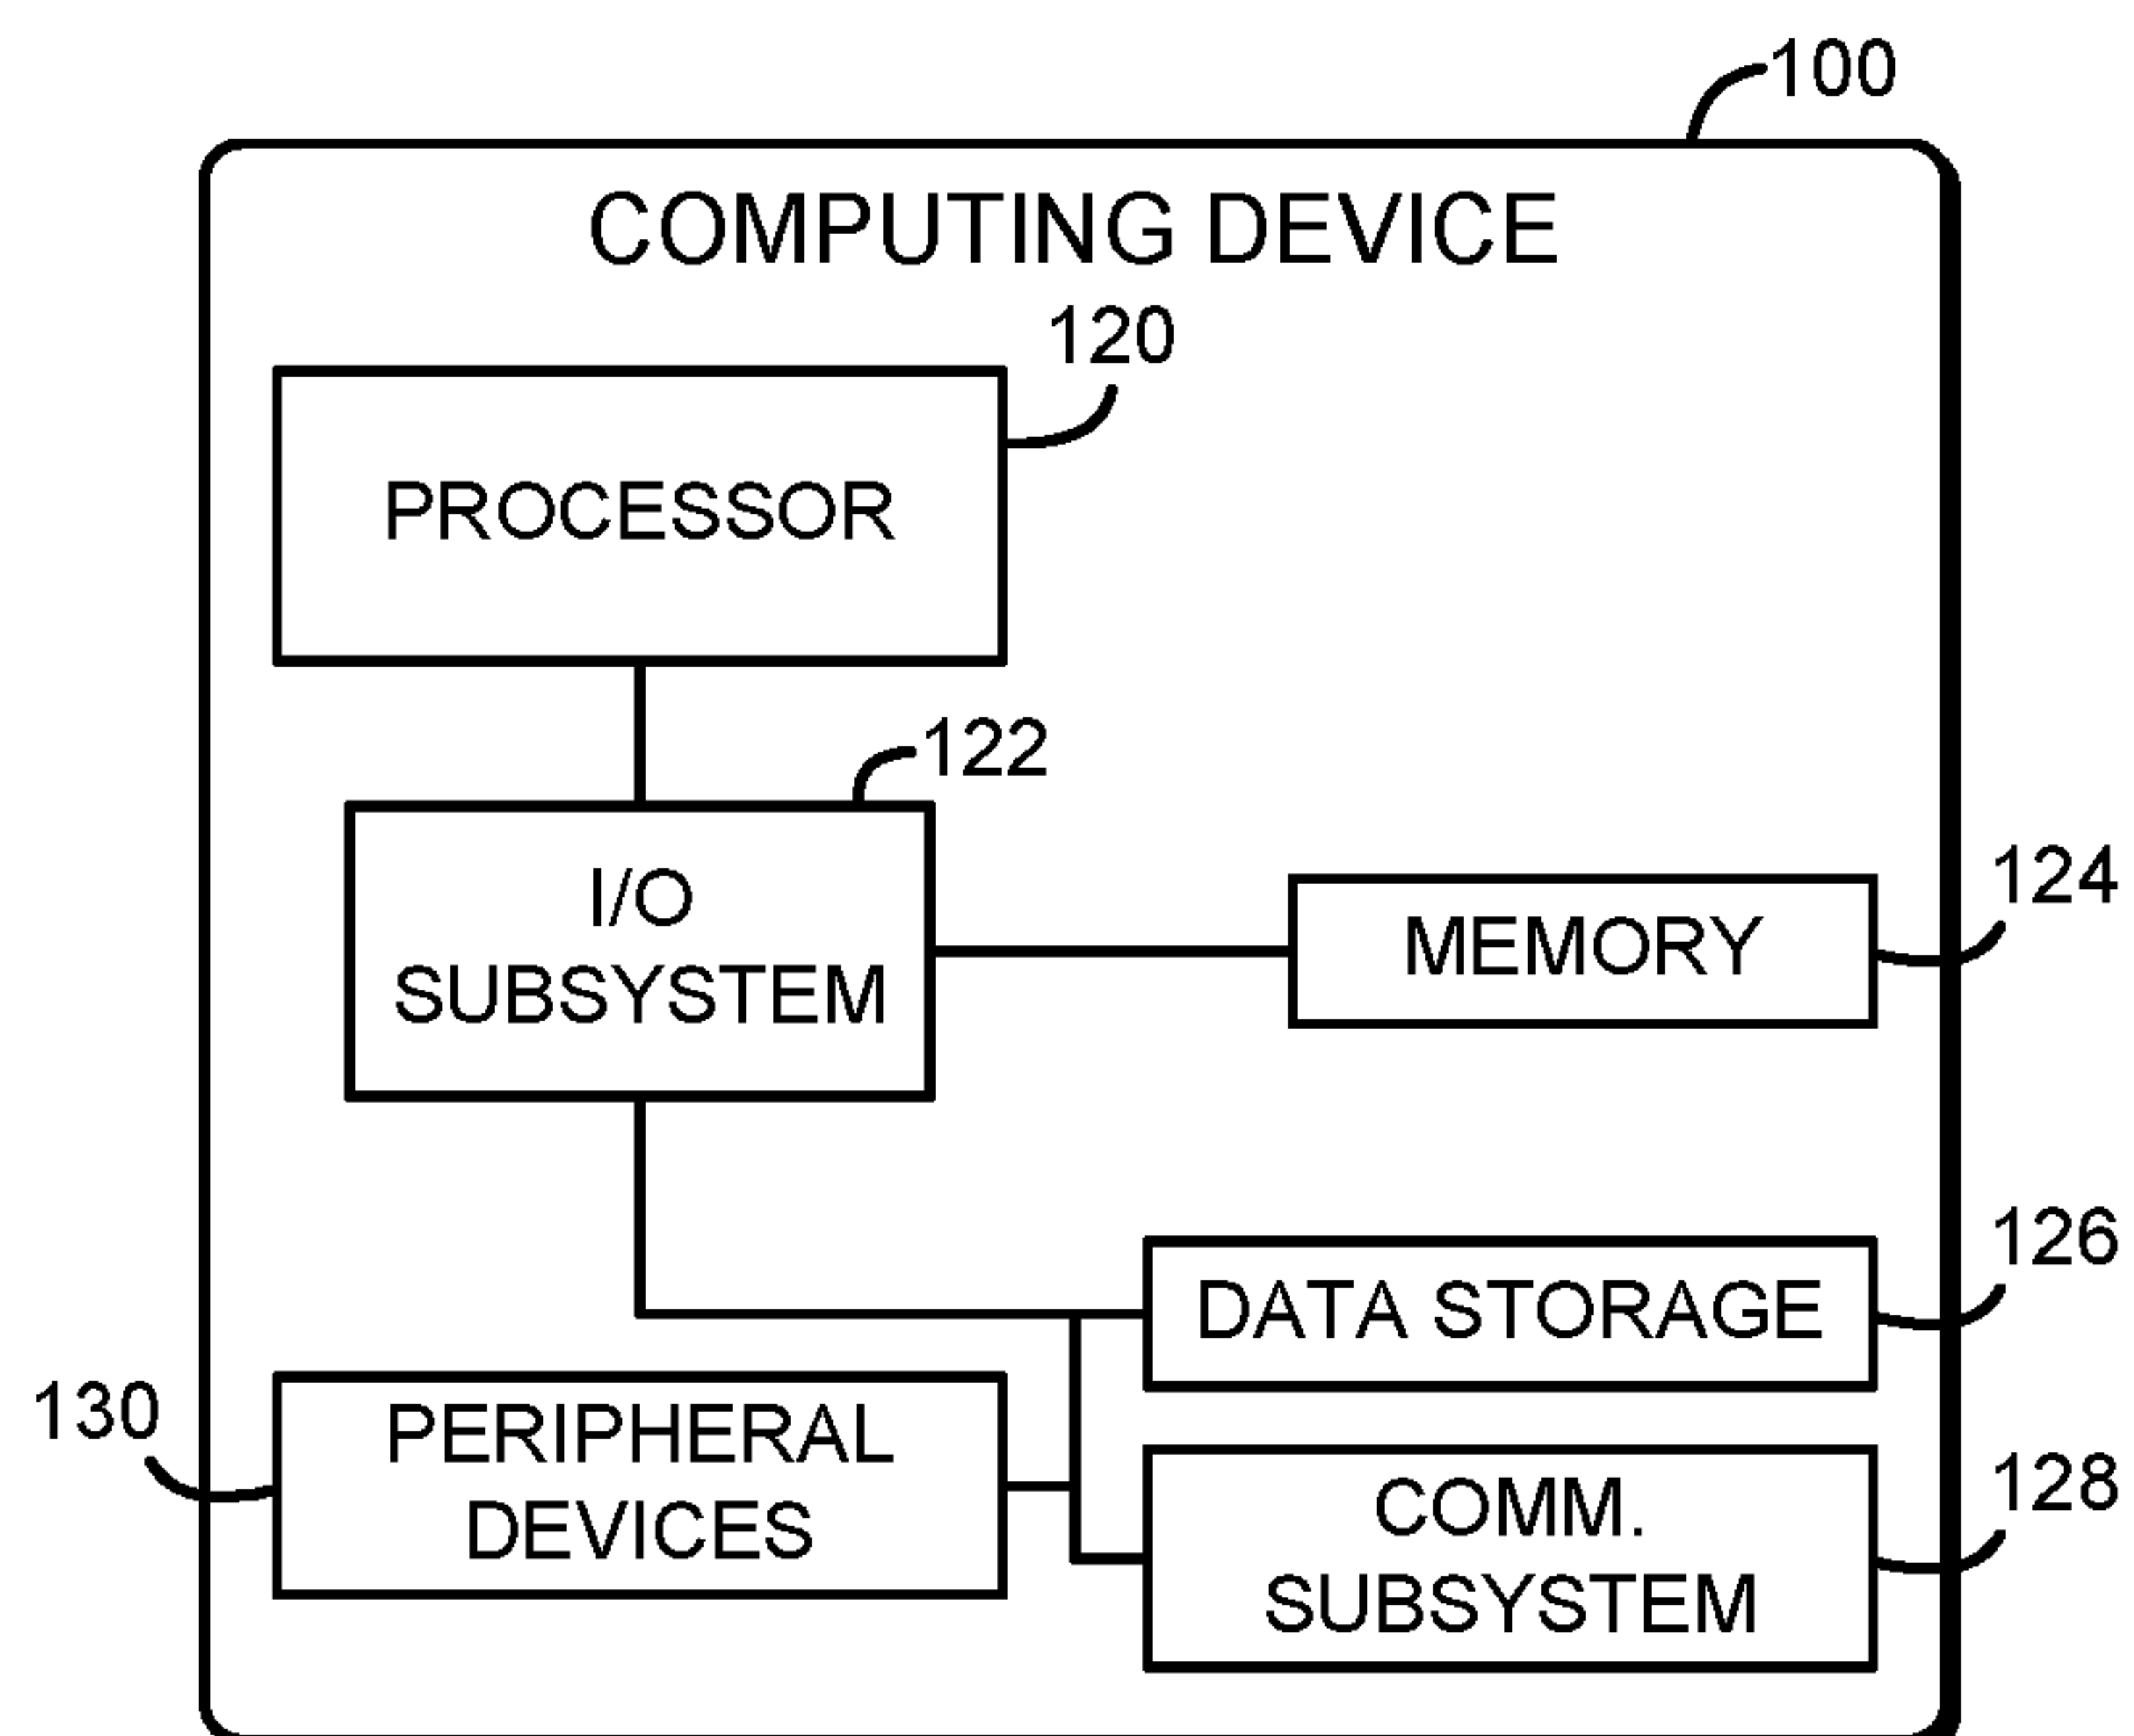 100
COMPUTING DEVICE
120
PROCESSOR
122
I/O
SUBSYSTEM
124
MEMORY
126
DATA STORAGE
130
PERIPHERAL
DEVICES
128
COMM.
SUBSYSTEM